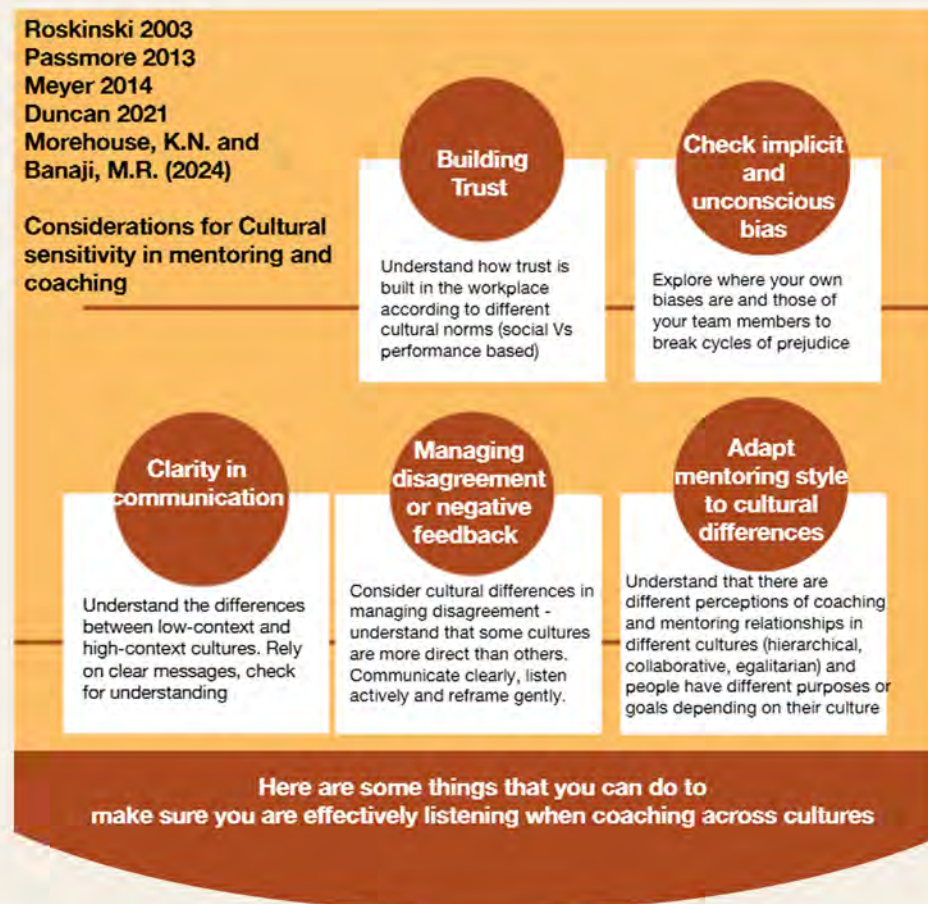 Roskinski 2003
Passmore 2013
Meyer 2014
Duncan 2021
Morehouse, K.N. and
Banaji, M.R. (2024)
Considerations for Cultural
sensitivity in mentoring and
coaching
Building
Trust
Understand how trust is
built in the workplace
according to different
cultural norms (social Vs
performance based)
Check implicit
and
unconscious
bias
Explore where your own
biases are and those of
your team members to
break cycles of prejudice
Clarity in
communication
Understand the differences
between low-context and
high-context cultures. Rely
on clear messages, check
for understanding
Managing
disagreement
or negative
feedback
Consider cultural differences in
managing disagreement -
understand that some cultures
are more direct than others.
Communicate clearly, listen
actively and reframe gently.
Adapt
mentoring style
to cultural
differences
Understand that there are
different perceptions of coaching
and mentoring relationships in
different cultures (hierarchical,
collaborative, egalitarian) and
people have different purposes or
goals depending on their culture
Here are some things that you can do to
make sure you are effectively listening when coaching across cultures